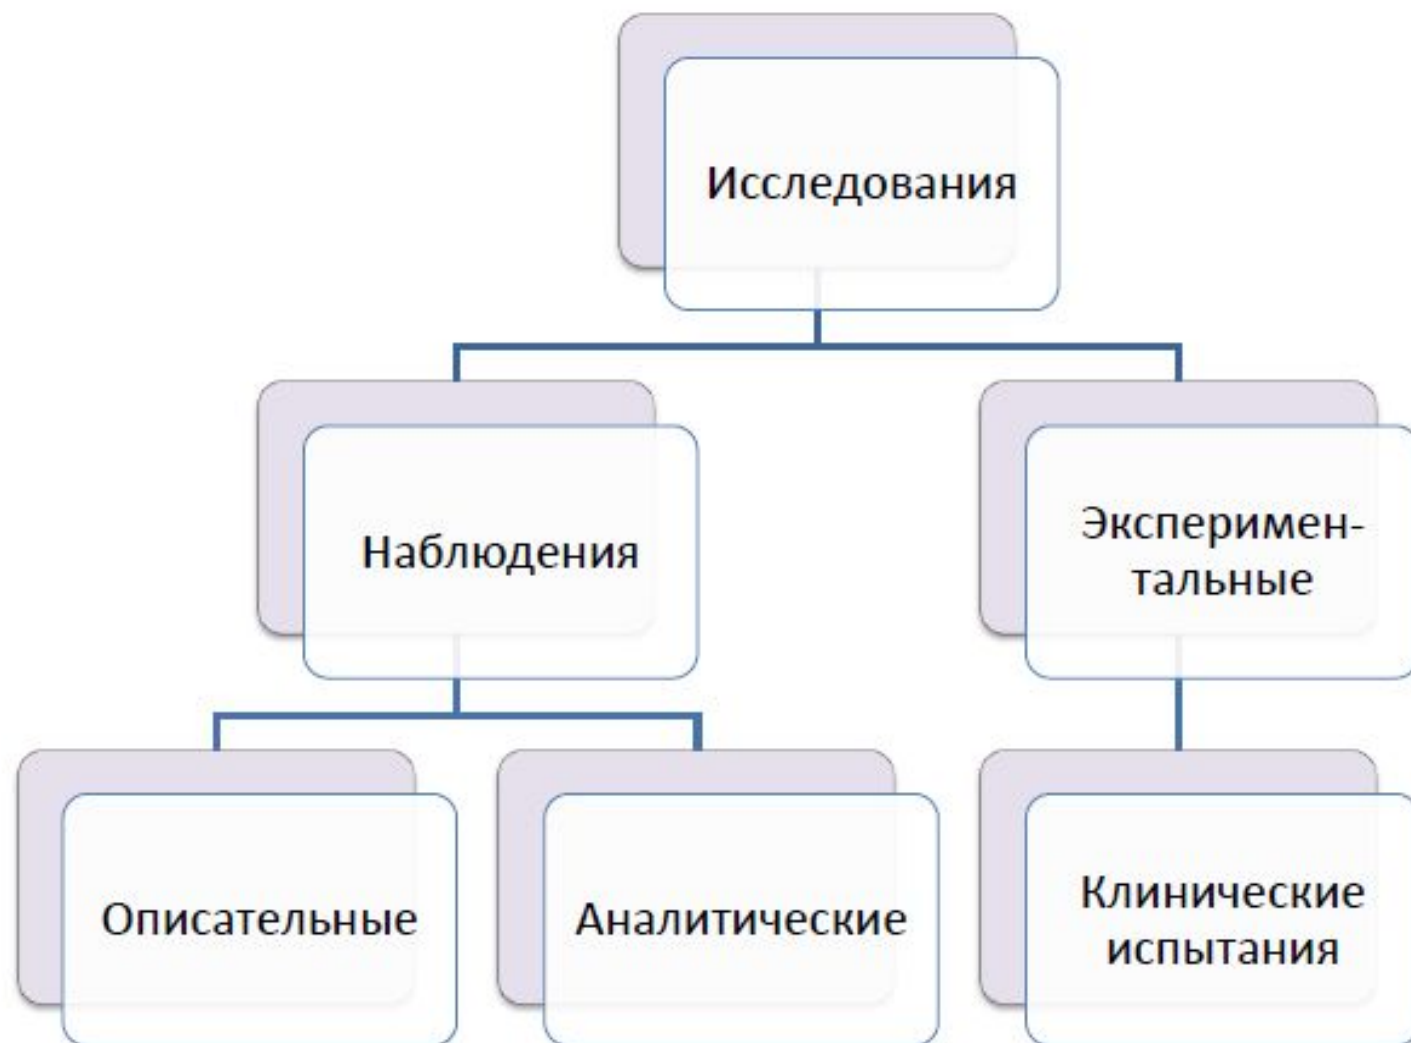 Исследования
Наблюдения
Эксперимен-
тальные
Описательные
Аналитические
Клинические
испытания